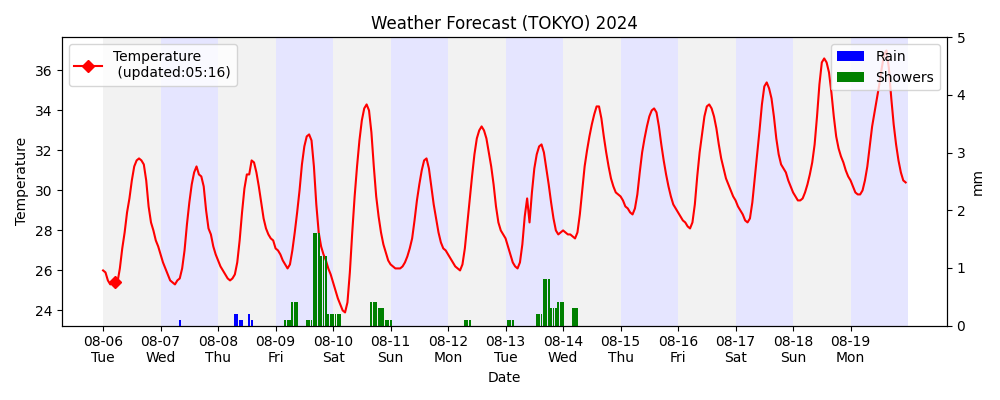 Weather Forecast (TOKYO) 2024
Temperature
(updated:05:16)
Rain
Showers
Temperature
36
34
32
30
28
26
24
5
4
3
2
1
0
mm
08-06 08-07 08-08 08-09 08-10 08-11 08-12 08-13 08-14 08-15 08-16 08-17 08-18 08-19
Tue Wed Thu Fri Sat Sun Mon Tue Wed Thu Fri Sat Sun Mon
Date